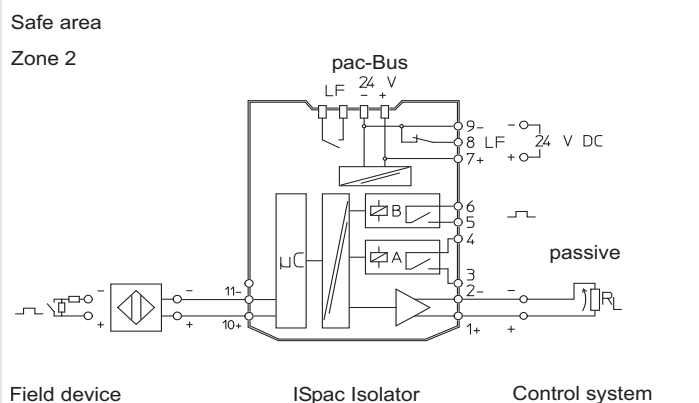 Safe area
Zone 2
pac-Bus
LF 24 V
- +
9-
8 LF
7+
- +
24 V DC
B
6
5
4
µC
A
3
passive
11-
10+
2-
1+
- +
- +
- +
RL
Field device
ISpac Isolator
Control system